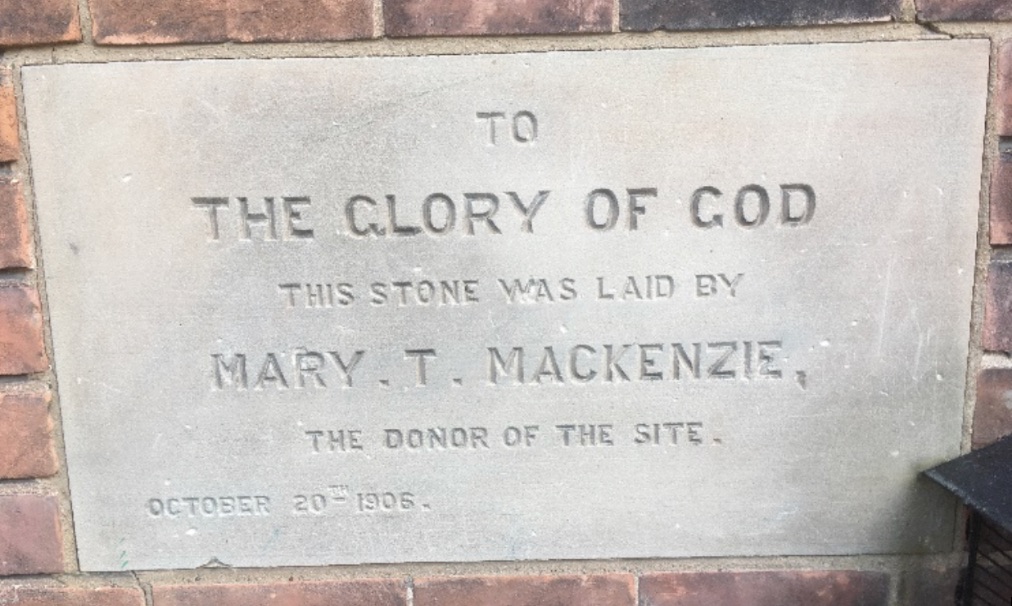 TO
THE GLORY OF GOD
THIS STONE WAS LAID BY
MARY. T. MACKENZIE,
THE DONOR OF THE SITE.
OCTOBER 20TH 1906.